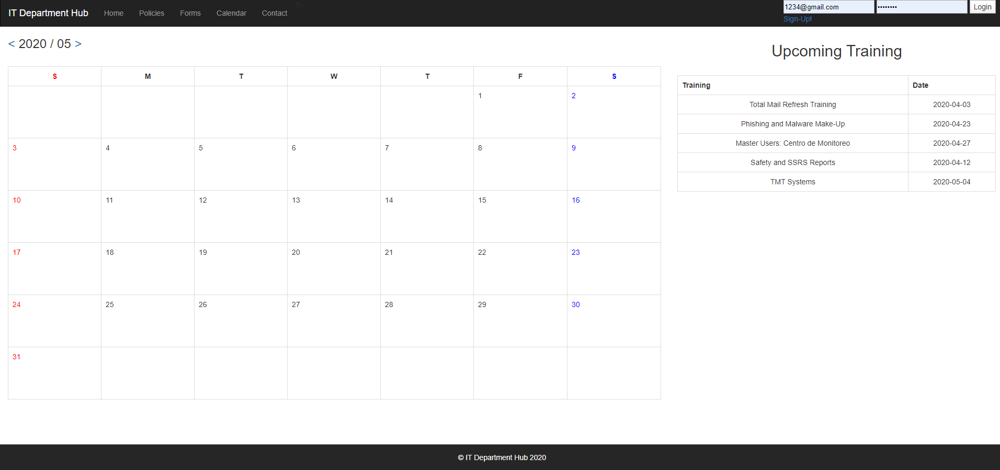 IT Department Hub Home Policies Forms Calendar Contact ?>
1234@gmail.com •••••••• Login
Sign-Up!
< 2020 / 05 >
S M T W T F S
1 2
3 4 5 6 7 8 9
10 11 12 13 14 15 16
17 18 19 20 21 22 23
24 25 26 27 28 29 30
31
Upcoming Training
Training Date
Total Mail Refresh Training 2020-04-03
Phishing and Malware Make-Up 2020-04-23
Master Users: Centro de Monitoreo 2020-04-27
Safety and SSRS Reports 2020-04-12
TMT Systems 2020-05-04
© IT Department Hub 2020